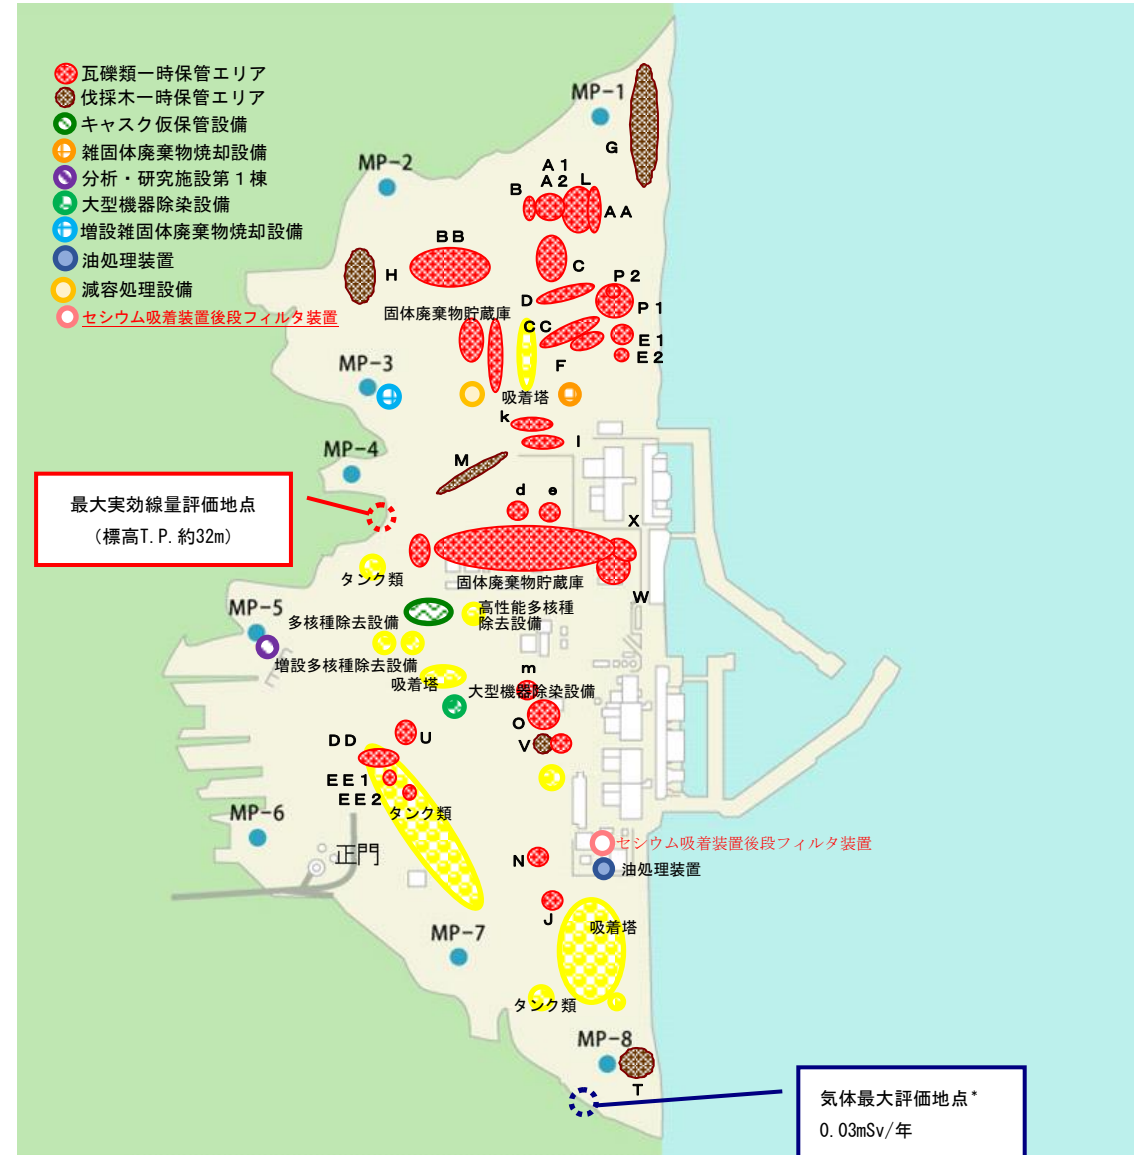 瓦礫類一時保管エリア
伐採木一時保管エリア
キャスク仮保管設備
雑固体廃棄物焼却設備
分析・研究施設第１棟
大型機器除染設備
増設雑固体廃棄物焼却設備
油処理装置
減容処理設備
セシウム吸着装置後段フィルタ装置
MP-1
G
MP-2
A1
A2
L
B
AA
BB
H
C
P2
D
P1
固体廃棄物貯蔵庫
CC
E1
E2
F
MP-3
吸着塔
k
l
MP-4
M
最大実効線量評価地点
（標高T.P.約32m）
d
e
X
タンク類
固体廃棄物貯蔵庫
W
MP-5
多核種除去設備
高性能多核種
除去設備
増設多核種除去設備
吸着塔
m
大型機器除染設備
O
U
DD
V
EE1
EE2
タンク類
MP-6
正門
セシウム吸着装置後段フィルタ装置
N
油処理装置
J
吸着塔
MP-7
タンク類
MP-8
T
気体最大評価地点*
0.03mSv/年